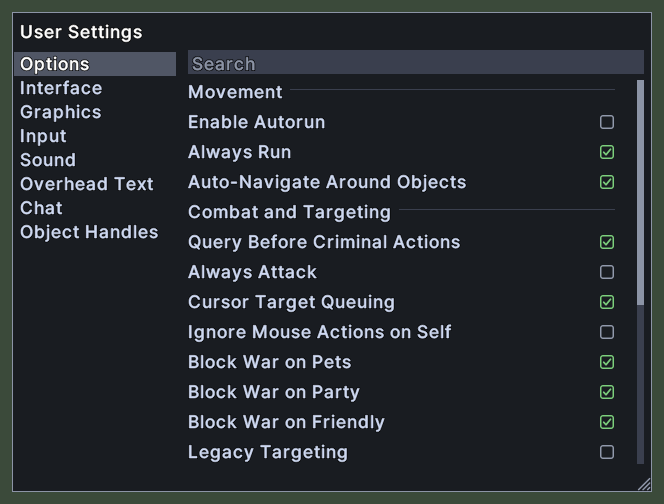 User Settings
Options
Interface
Graphics
Input
Sound
Overhead Text
Chat
Object Handles
Search
Movement
Enable Autorun
Always Run
Auto-Navigate Around Objects
Combat and Targeting
Query Before Criminal Actions
Always Attack
Cursor Target Queuing
Ignore Mouse Actions on Self
Block War on Pets
Block War on Party
Block War on Friendly
Legacy Targeting